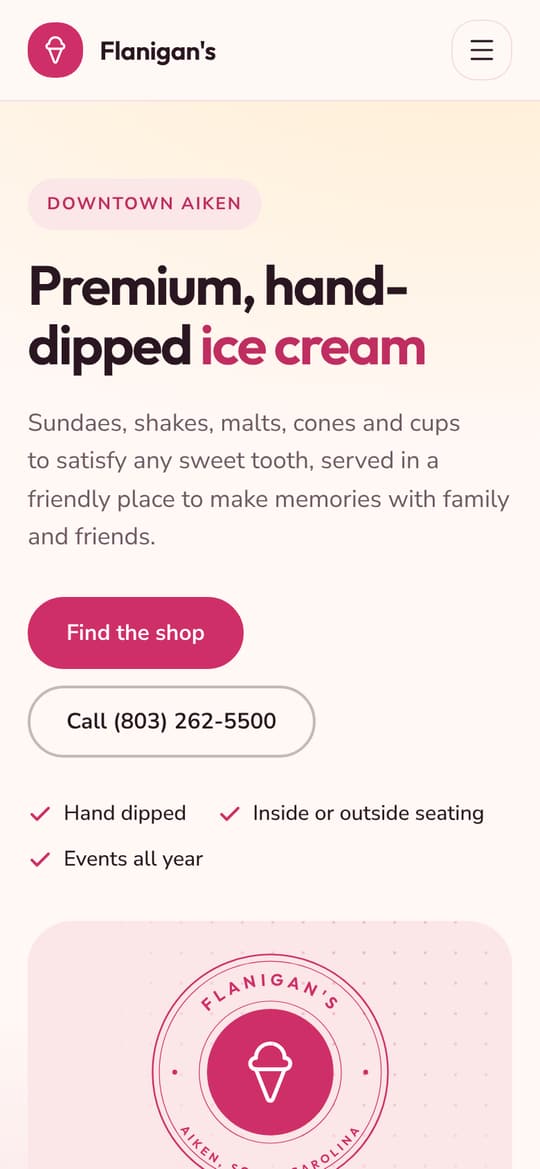 Flanigan's
DOWNTOWN AIKEN
Premium, hand-
dipped ice cream
Sundaes, shakes, malts, cones and cups
to satisfy any sweet tooth, served in a
friendly place to make memories with family
and friends.
Find the shop
Call (803) 262-5500
Hand dipped
Inside or outside seating
Events all year
FLANIGAN'S
AIKEN,